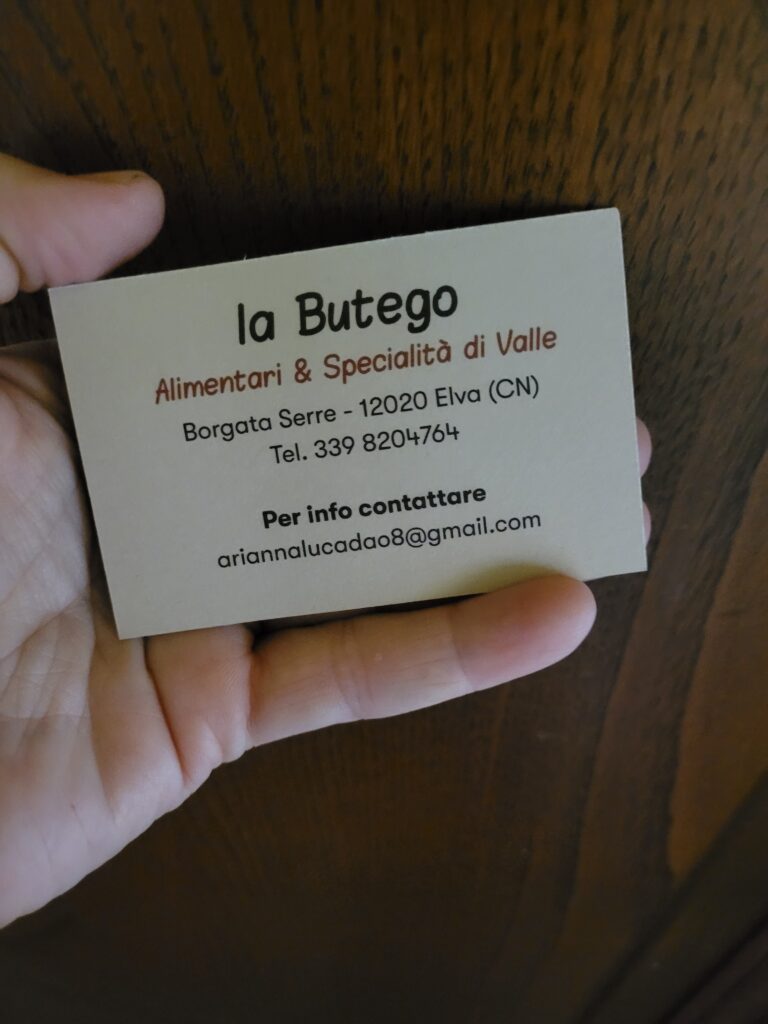 la Butego
Alimentari & Specialità di Valle
Borgata Serre - 12020 Elva (CN)
Tel. 339 8204764
Per info contattare
ariannalucadao8@gmail.com